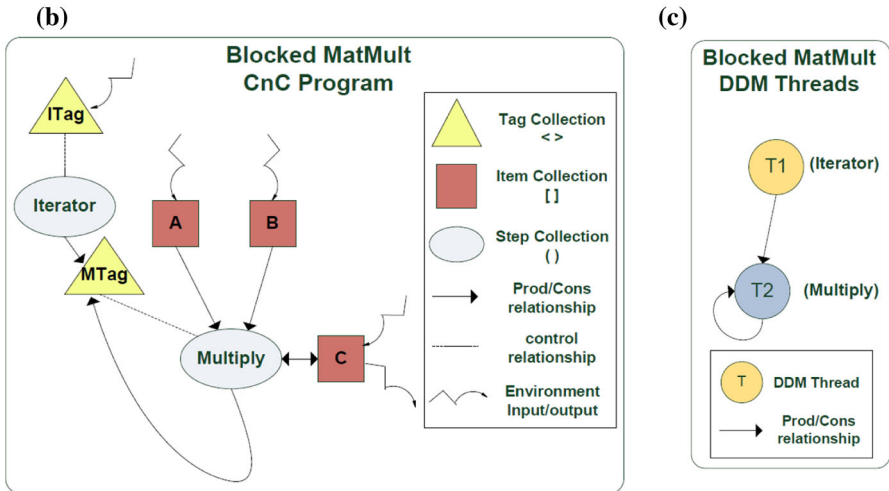 (b)
Blocked MatMult
CnC Program
ITag
Iterator
MTag
A
B
Multiply
C
Tag Collection
< >
Item Collection
[ ]
Step Collection
( )
Prod/Cons
relationship
control
relationship
Environment
Input/output
(c)
Blocked MatMult
DDM Threads
T1 (Iterator)
T2 (Multiply)
T DDM Thread
Prod/Cons
relationship